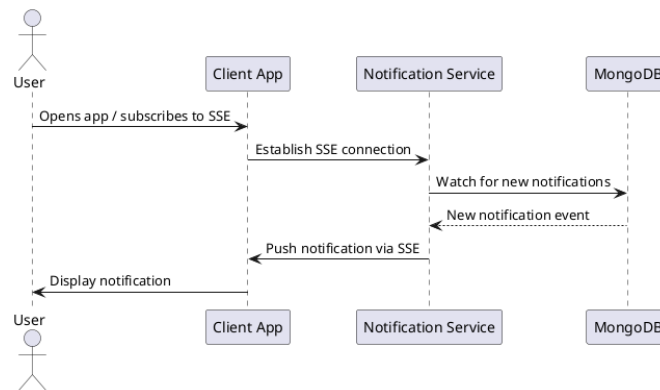 User
Client App
Notification Service
MongoDB
Opens app / subscribes to SSE
Establish SSE connection
Watch for new notifications
New notification event
Push notification via SSE
Display notification
User
Client App
Notification Service
MongoDB